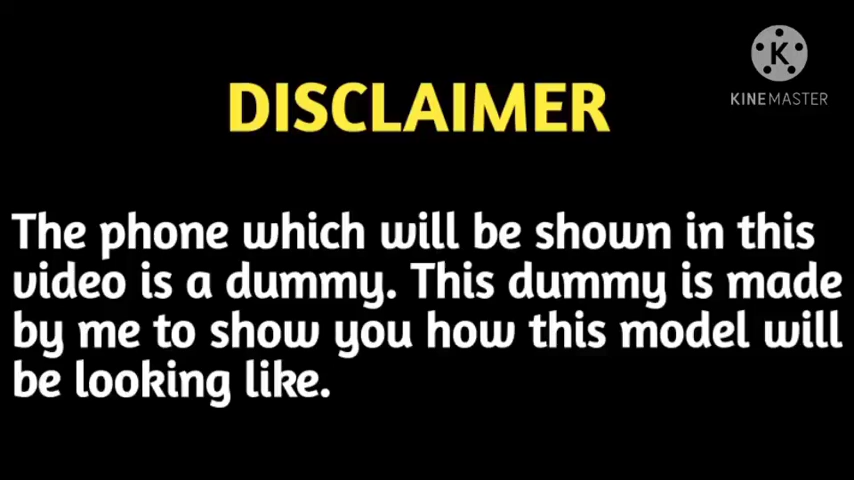 K
KINEMASTER
DISCLAIMER
The phone which will be shown in this
video is a dummy. This dummy is made
by me to show you how this model will
be looking like.